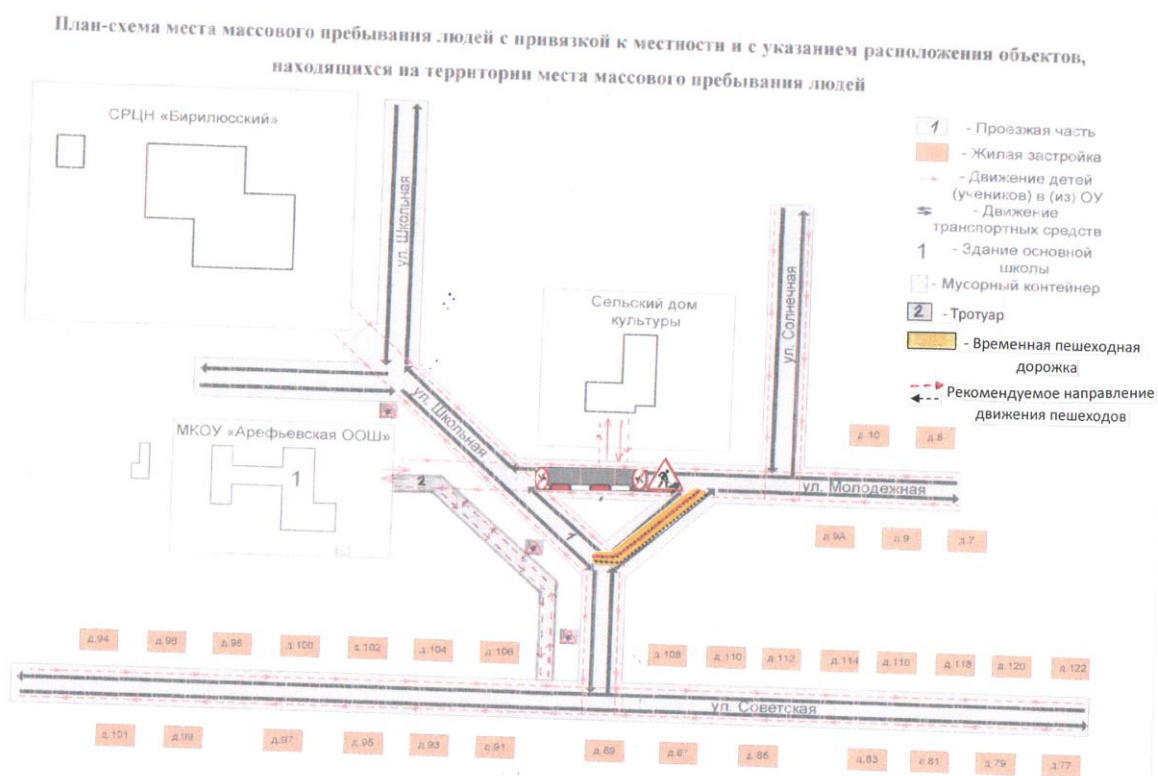 План-схема места массового пребывания людей с привязкой к местности и с указанием расположения объектов,
находящихся на территории места массового пребывания людей
СРЦН «Бирилюсский»
ул. Школьная
1 - Проезжая часть
- Жилая застройка
- Движение детей
(учеников) в (из) ОУ
- Движение
транспортных средств
1 - Здание основной
школы
- Мусорный контейнер
2 - Тротуар
- Временная пешеходная
дорожка
Рекомендуемое направление
движения пешеходов
Сельский дом
культуры
ул. Солнечная
ул. Школьная
МКОУ «Арефьевская ООШ»
1
2
1
д.10
д.8
ул. Молодежная
д.9А
д.9
д.7
д.94
д.96
д.98
д.100
д.102
д.104
д.106
д.108
д.110
д.112
д.114
д.116
д.118
д.120
д.122
ул. Советская
д.101
д.99
д.97
д.95
д.93
д.91
д.89
д.87
д.85
д.83
д.81
д.79
д.77